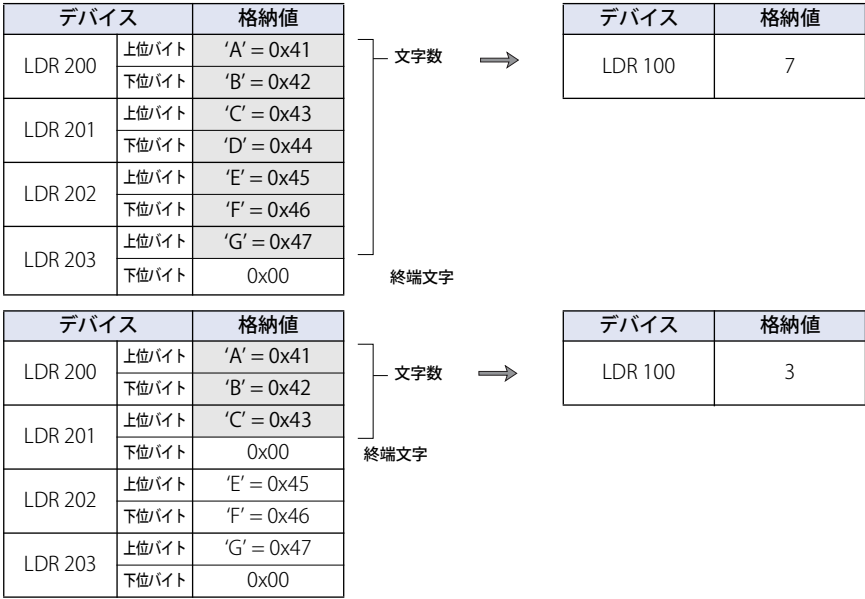 デバイス 格納値 デバイス 格納値
LDR 200 上位バイト ‘A’ = 0x41 文字数 LDR 100 7
下位バイト ‘B’ = 0x42
LDR 201 上位バイト ‘C’ = 0x43
下位バイト ‘D’ = 0x44
LDR 202 上位バイト ‘E’ = 0x45
下位バイト ‘F’ = 0x46
LDR 203 上位バイト ‘G’ = 0x47
下位バイト 0x00 終端文字
デバイス 格納値 デバイス 格納値
LDR 200 上位バイト ‘A’ = 0x41 文字数 LDR 100 3
下位バイト ‘B’ = 0x42
LDR 201 上位バイト ‘C’ = 0x43
下位バイト 0x00 終端文字
LDR 202 上位バイト ‘E’ = 0x45
下位バイト ‘F’ = 0x46
LDR 203 上位バイト ‘G’ = 0x47
下位バイト 0x00